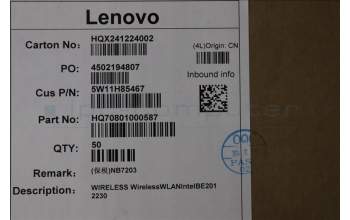 Lenovo
Carton No: HQX241224002
(4L)Origin: CN
PO: 4502194807
Inbound info
Cus P/N: 5W11H85467
Part No: HQ70801000587
QTY: 50
Remark: (保税)NB7203
PAS
Description: WIRELESS WirelessWLANIntelBE201
2230